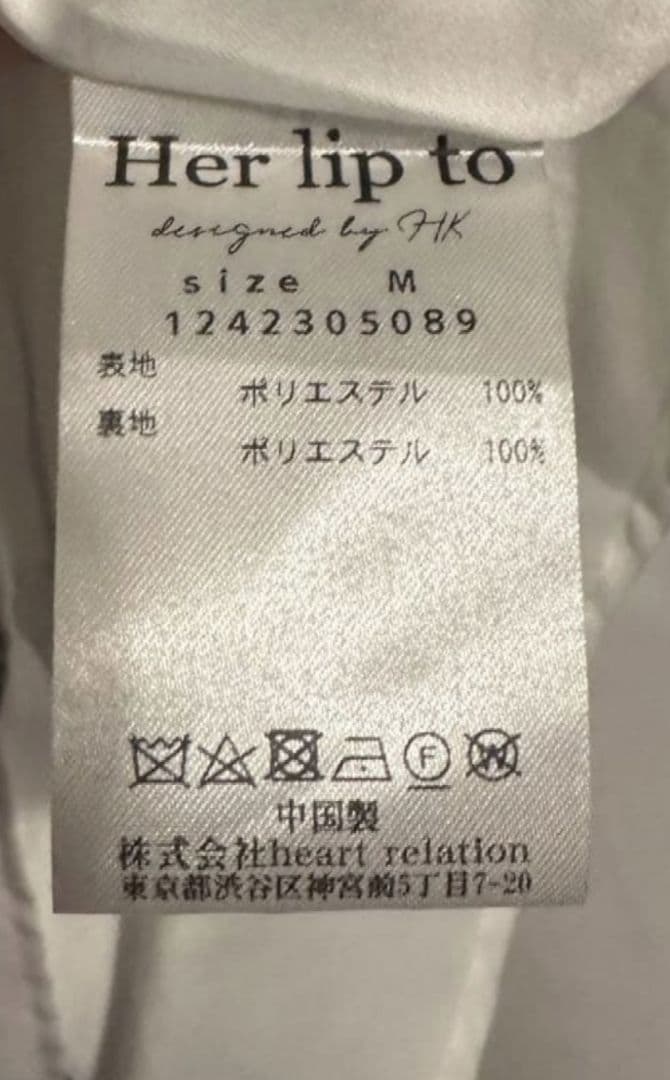 Her lip to
designed by HK
size M
1242305089
表地
ポリエステル 100%
裏地
ポリエステル 100%
F W
中国製
株式会社heart relation
東京都渋谷区神宮前5丁目7-20